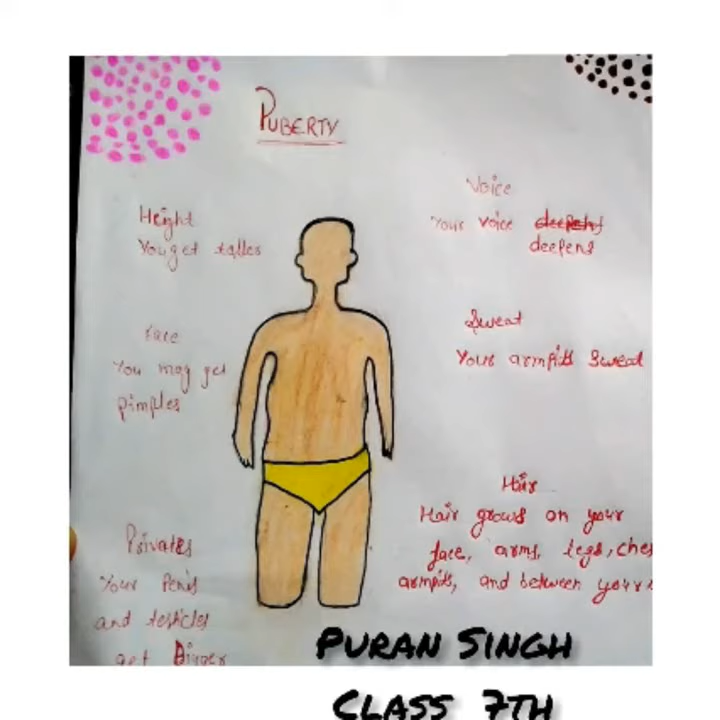 PUBERTY
Height
You get taller
Face
You may get
pimples
Privates
Your Penis
and testicles
get Bigger
Voice
Your voice
deepens
Sweat
Your armpits Sweat
Hair
Hair grows on your
face, arms, legs, ches
armpits, and between your
PURAN SINGH
CLASS 7TH